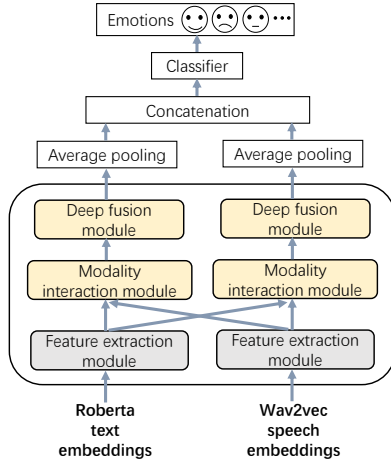 Emotions ...
Classifier
Concatenation
Average pooling
Average pooling
Deep fusion
module
Deep fusion
module
Modality
interaction module
Modality
interaction module
Feature extraction
module
Feature extraction
module
Roberta
text
embeddings
Wav2vec
speech
embeddings